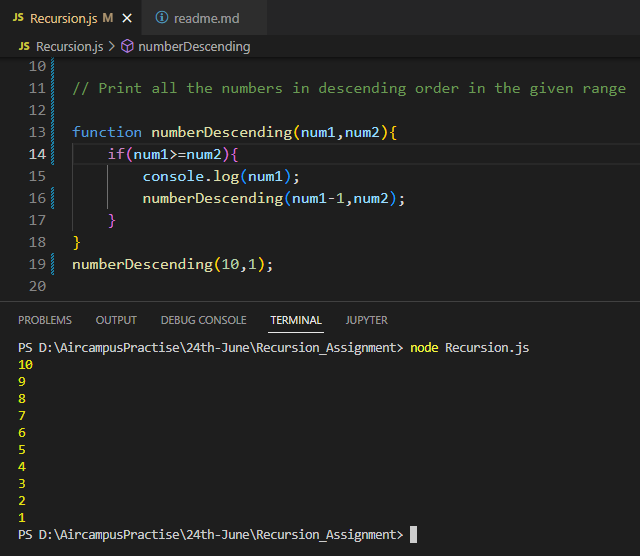 JS Recursion.js M × ⓘ readme.md
JS Recursion.js > numberDescending
10
11 // Print all the numbers in descending order in the given range
12
13 function numberDescending(num1,num2){
14     if(num1>=num2){
15         console.log(num1);
16         numberDescending(num1-1,num2);
17     }
18 }
19 numberDescending(10,1);
20
PROBLEMS OUTPUT DEBUG CONSOLE TERMINAL JUPYTER
PS D:\AircampusPractise\24th-June\Recursion_Assignment> node Recursion.js
10
9
8
7
6
5
4
3
2
1
PS D:\AircampusPractise\24th-June\Recursion_Assignment>